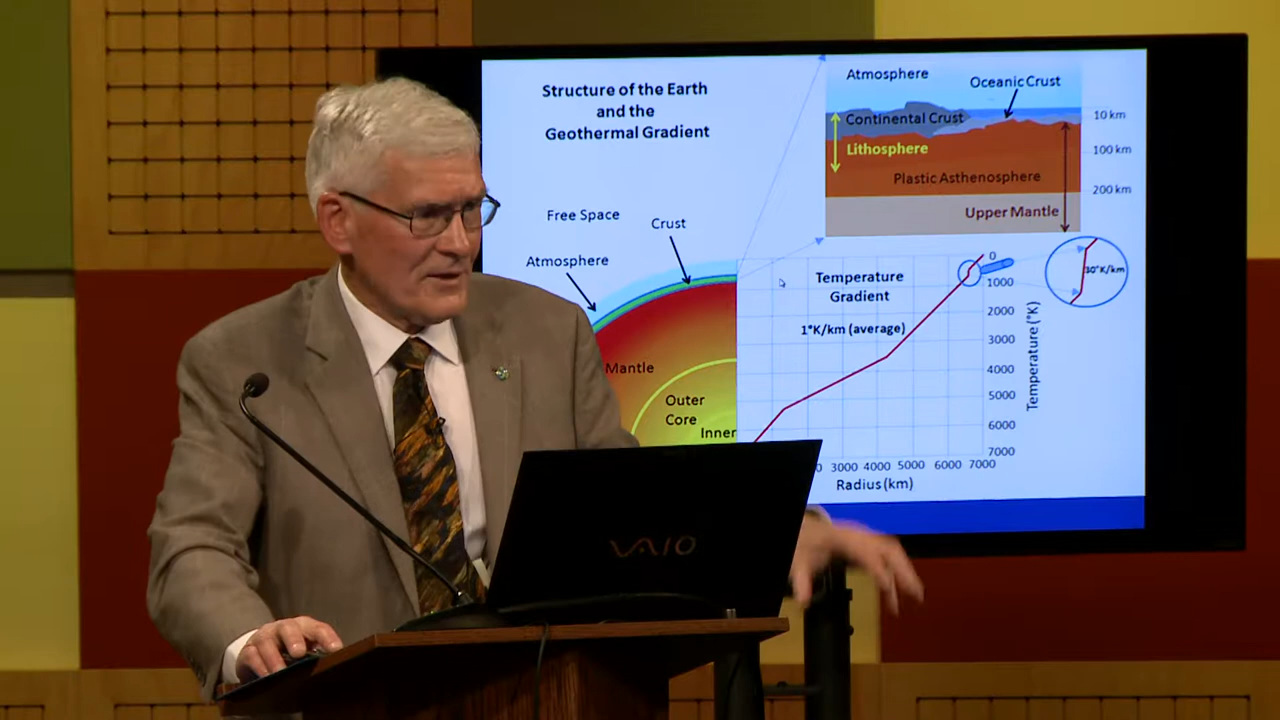 Structure of the Earth
and the
Geothermal Gradient
Free Space
Crust
Atmosphere
Mantle
Outer
Core
Inner
Atmosphere
Oceanic Crust
Continental Crust
Lithosphere
Plastic Asthenosphere
Upper Mantle
10 km
100 km
200 km
Temperature
Gradient
1°K/km (average)
30°K/km
0
1000
2000
3000
4000
5000
6000
7000
Temperature (°K)
0 3000 4000 5000 6000 7000
Radius (km)
VAIO